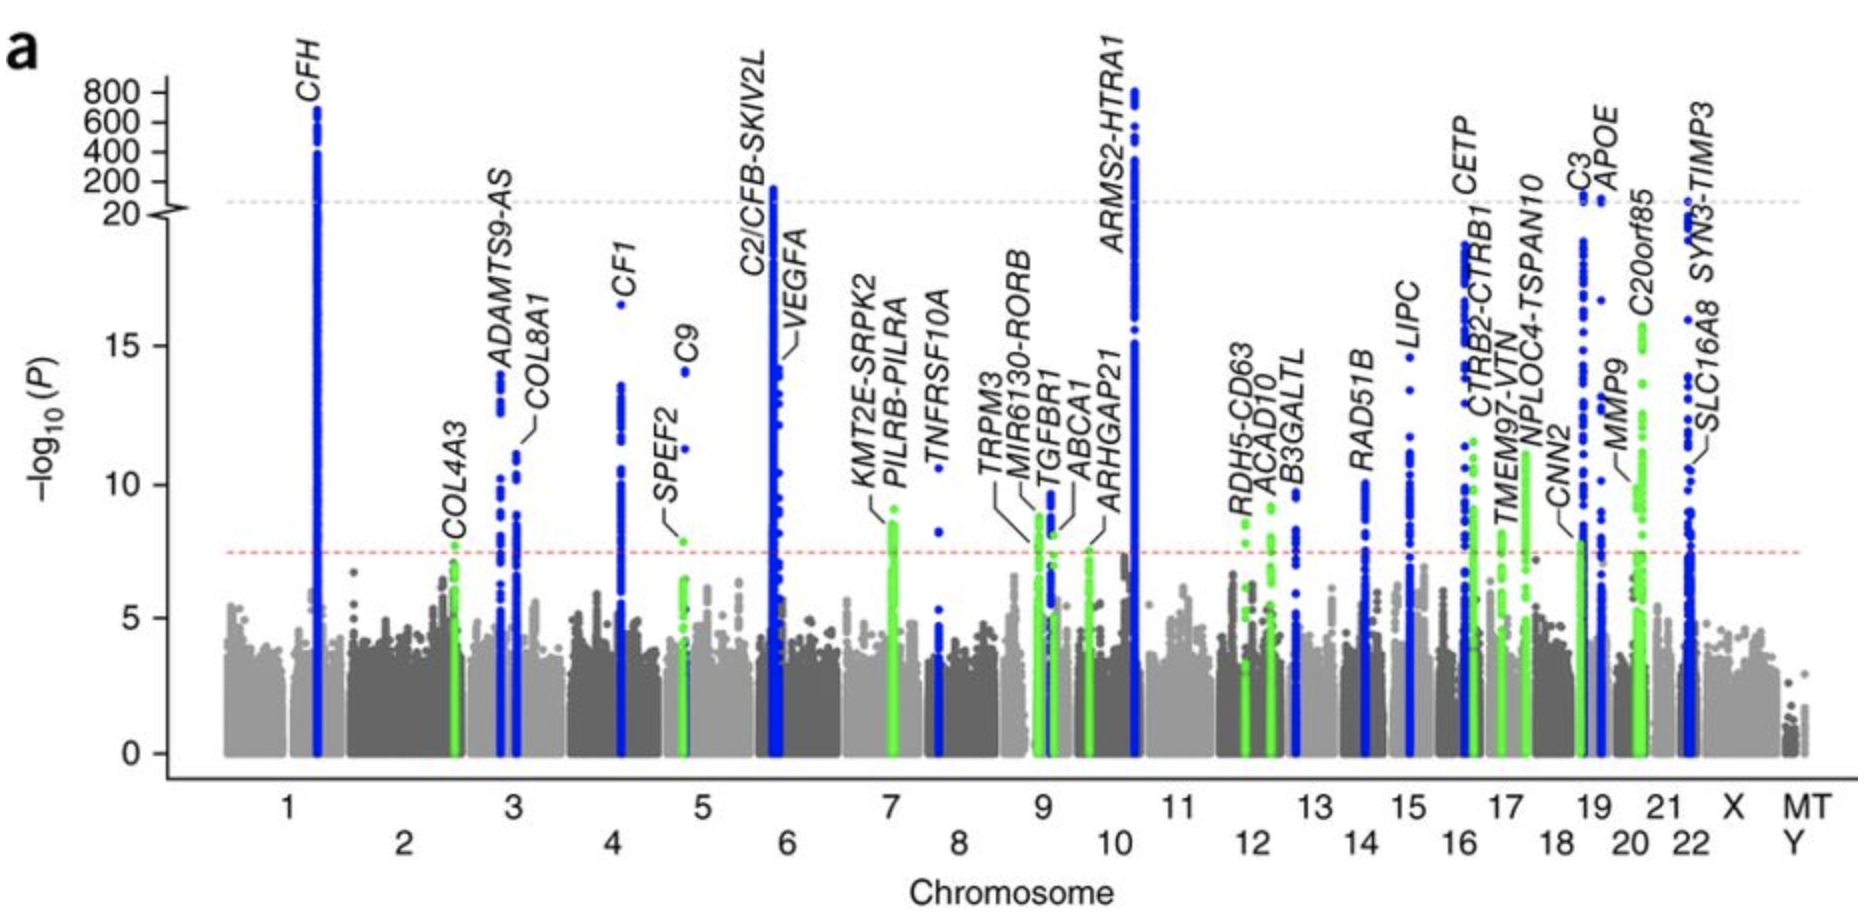 a
CFH
COL4A3
ADAMTS9-AS
COL8A1
CF1
SPEF2
C9
C2/CFB-SKIV2L
VEGFA
KMT2E-SRPK2
PILRB-PILRA
TNFRSF10A
TRPM3
MIR6130-RORB
TGFBR1
ABCA1
ARHGAP21
ARMS2-HTRA1
RDH5-CD63
ACAD10
B3GALTL
RAD51B
LIPC
CETP
CTRB2-CTRB1
TMEM97-VTN
NPLOC4-TSPAN10
CNN2
C3
APOE
MMP9
C20orf85
SYN3-TIMP3
SLC16A8
800
600
400
200
20
15
10
5
0
–log10 (P)
1 3 5 7 9 11 13 15 17 19 21 X MT
2 4 6 8 10 12 14 16 18 20 22 Y
Chromosome